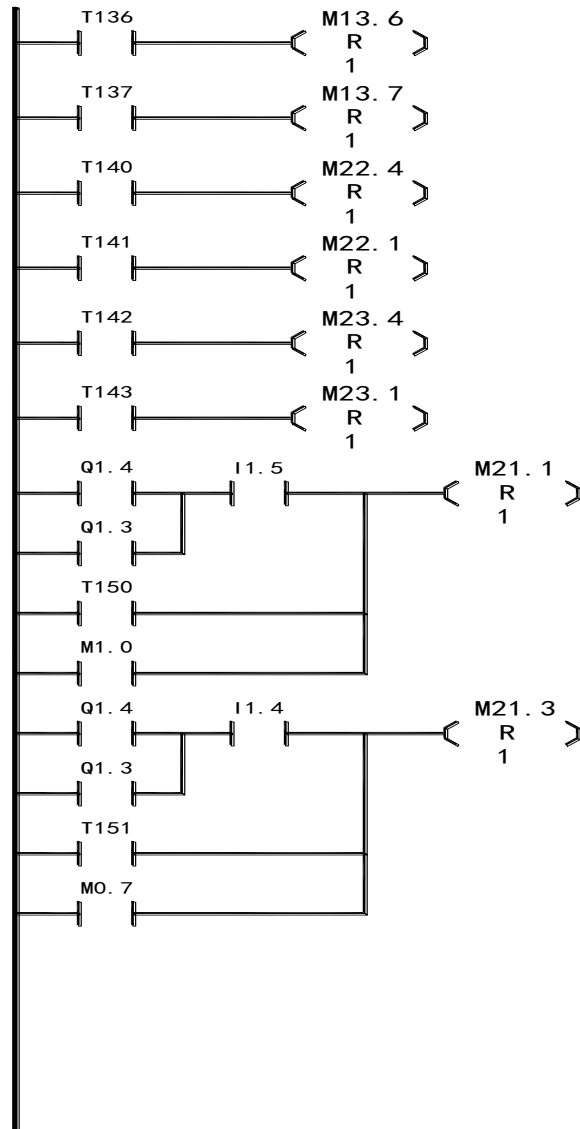 T136 M13.6
R
1
T137 M13.7
R
1
T140 M22.4
R
1
T141 M22.1
R
1
T142 M23.4
R
1
T143 M23.1
R
1
Q1.4 I1.5 M21.1
R
1
Q1.3
T150
M1.0
Q1.4 I1.4 M21.3
R
1
Q1.3
T151
M0.7